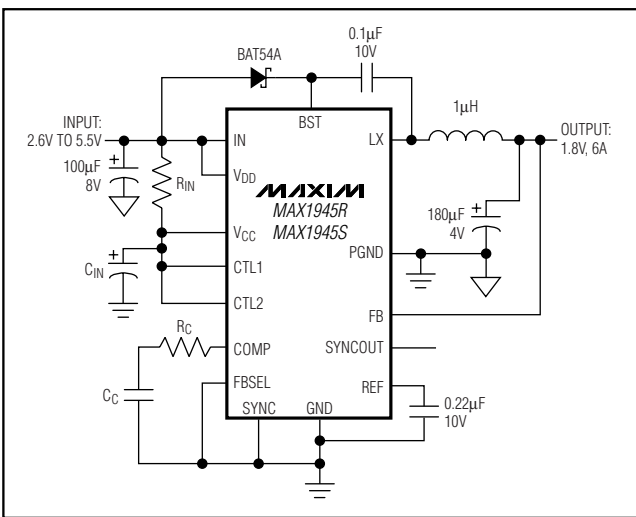 BAT54A
0.1µF
10V
INPUT:
2.6V TO 5.5V
BST
1µH
IN
LX
OUTPUT:
1.8V, 6A
100µF
8V
RIN
VDD
MAXIM
MAX1945R
MAX1945S
180µF
4V
VCC
PGND
CIN
CTL1
CTL2
FB
RC
COMP
SYNCOUT
CC
FBSEL
REF
SYNC
GND
0.22µF
10V